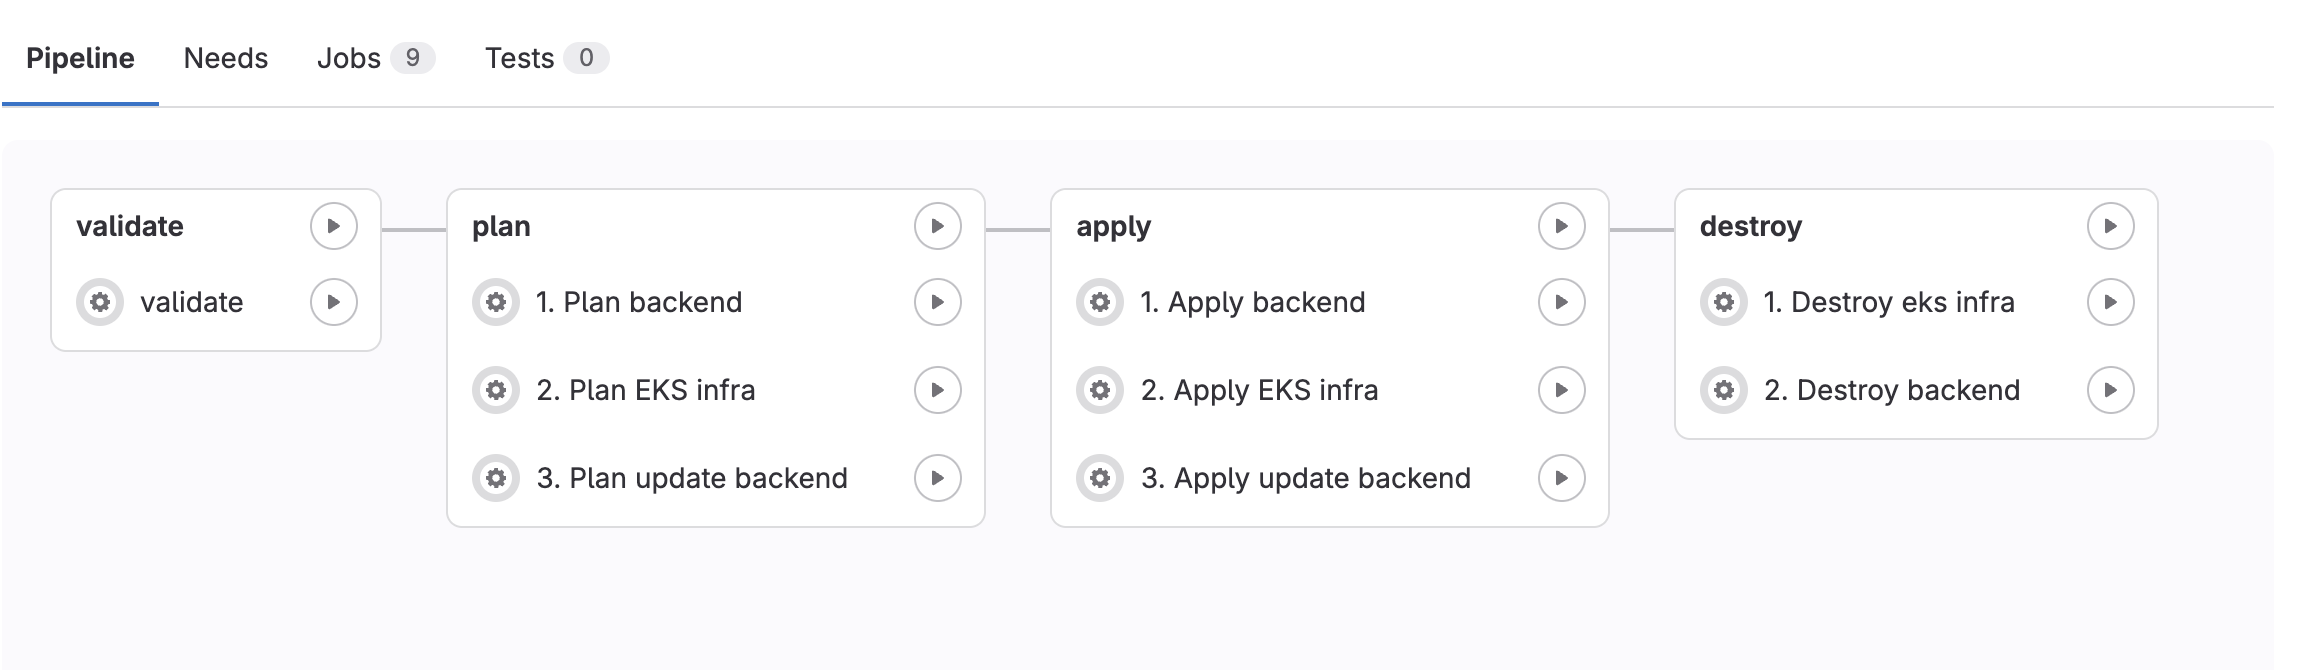 Pipeline Needs Jobs 9 Tests 0
validate
validate
plan
1. Plan backend
2. Plan EKS infra
3. Plan update backend
apply
1. Apply backend
2. Apply EKS infra
3. Apply update backend
destroy
1. Destroy eks infra
2. Destroy backend